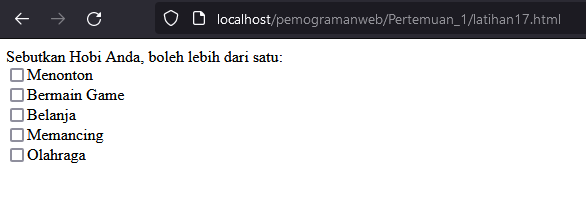 localhost/pemogramanweb/Pertemuan_1/latihan17.html
Sebutkan Hobi Anda, boleh lebih dari satu:
Menonton
Bermain Game
Belanja
Memancing
Olahraga